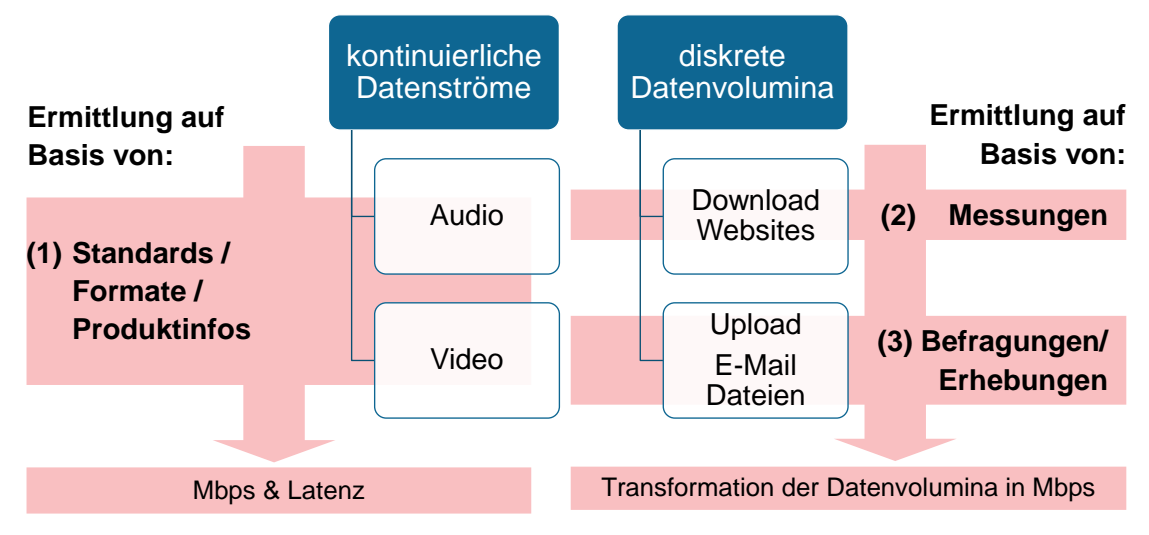 kontinuierliche
Datenströme
diskrete
Datenvolumina
Ermittlung auf
Basis von:
Ermittlung auf
Basis von:
Audio
Download
Websites
(2) Messungen
(1) Standards /
Formate /
Produktinfos
Video
Upload
E-Mail
Dateien
(3) Befragungen/
Erhebungen
Mbps & Latenz
Transformation der Datenvolumina in Mbps